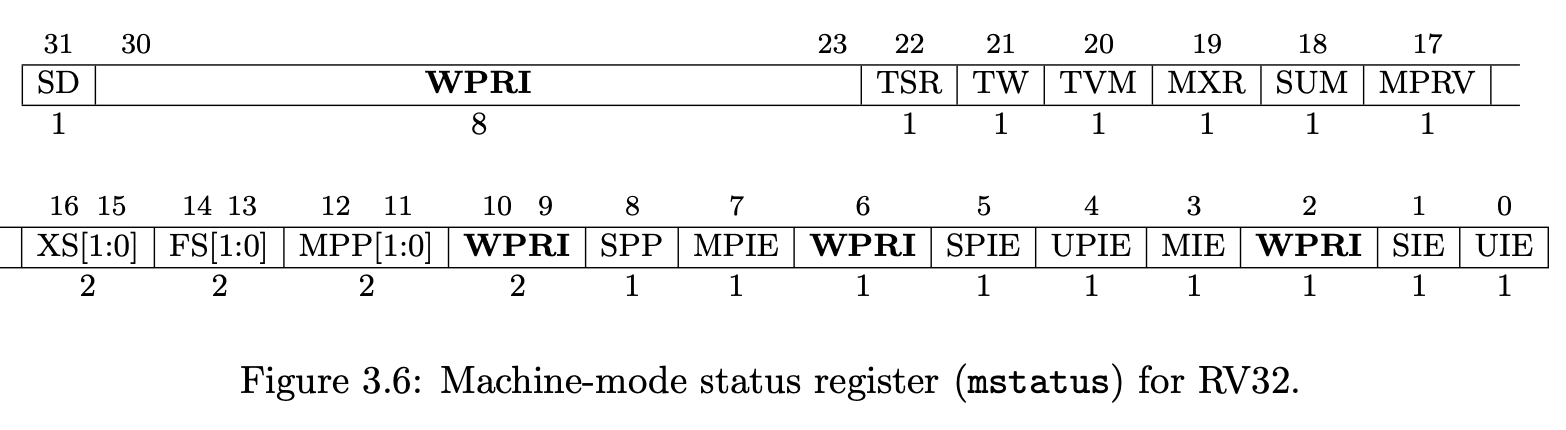 31 30 23 22 21 20 19 18 17
SD WPRI TSR TW TVM MXR SUM MPRV
1 8 1 1 1 1 1 1
16 15 14 13 12 11 10 9 8 7 6 5 4 3 2 1 0
XS[1:0] FS[1:0] MPP[1:0] WPRI SPP MPIE WPRI SPIE UPIE MIE WPRI SIE UIE
2 2 2 2 1 1 1 1 1 1 1 1 1
Figure 3.6: Machine-mode status register (mstatus) for RV32.